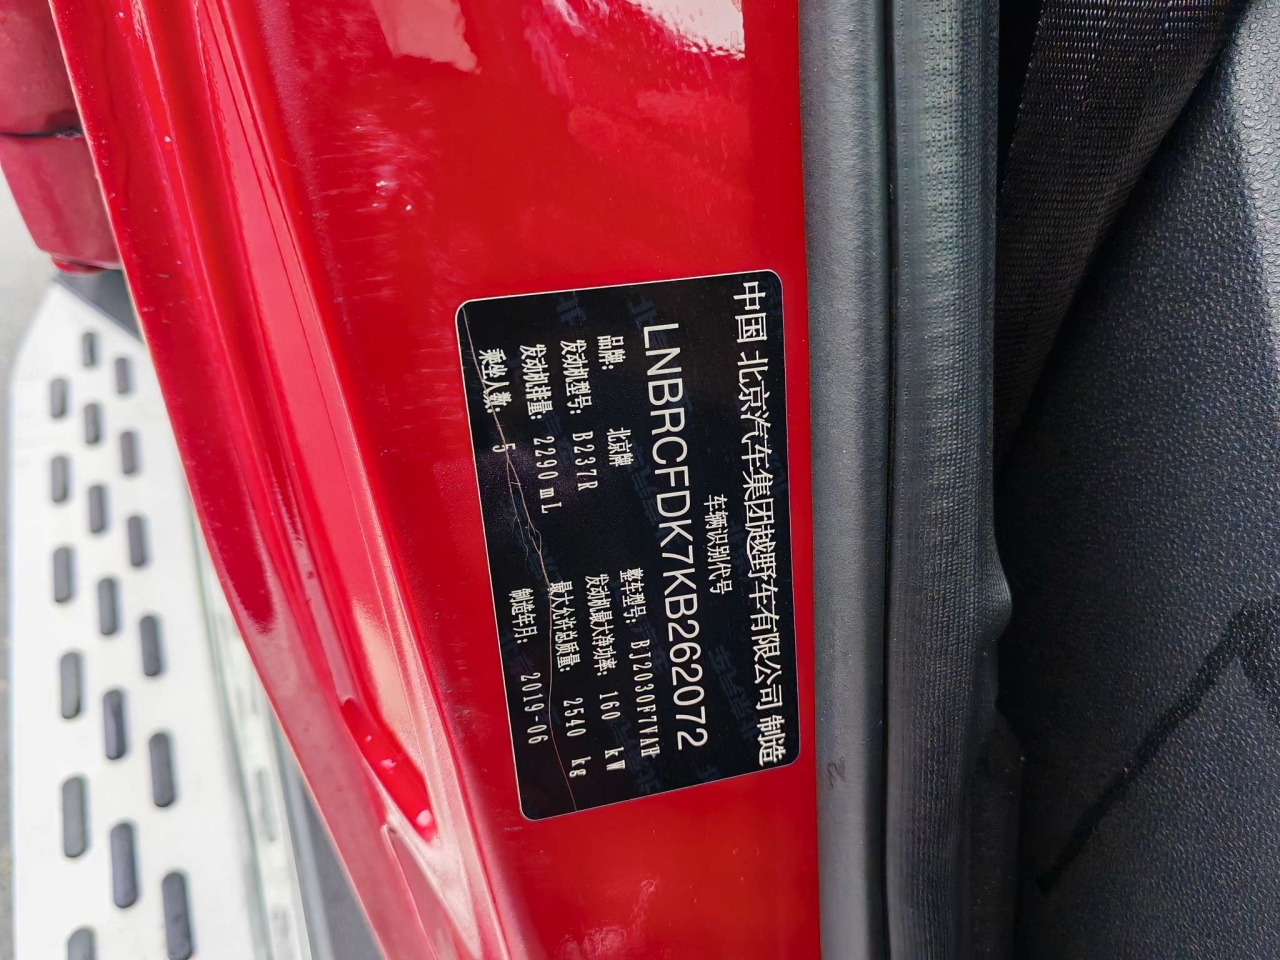 中国 北京汽车集团越野车有限公司 制造
车辆识别代号
LNBRCFDK7KB262072
品牌: 北京牌
整车型号: BJ2030F7VAH
发动机型号: B237R
发动机最大净功率: 160 kW
发动机排量: 2290mL
最大允许总质量: 2540 kg
乘坐人数: 5
制造年月: 2019-06